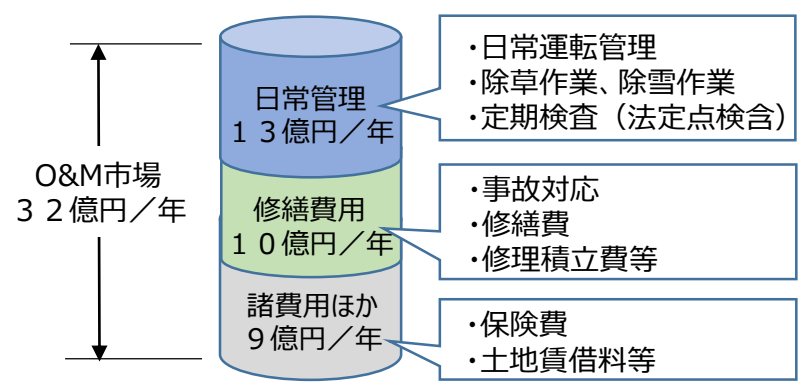 O&M市場
３２億円／年
日常管理
１３億円／年
・日常運転管理
・除草作業、除雪作業
・定期検査（法定点検含）
修繕費用
１０億円／年
・事故対応
・修繕費
・修理積立費等
諸費用ほか
９億円／年
・保険費
・土地賃借料等